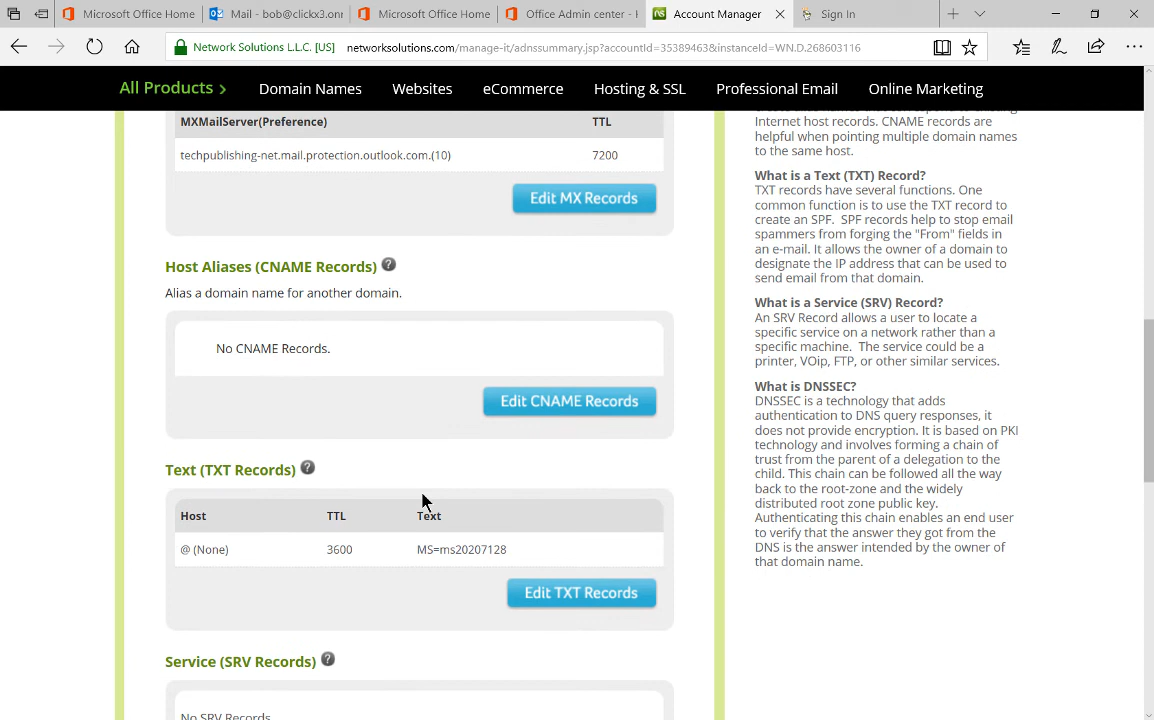 Microsoft Office Home
Mail - bob@clickx3.onn
Microsoft Office Home
Office Admin center -
Account Manager
Sign In
Network Solutions L.L.C. [US]
networksolutions.com/manage-it/adnssummary.jsp?accountId=35389463&instanceId=WN.D.268603116
All Products >
Domain Names
Websites
eCommerce
Hosting & SSL
Professional Email
Online Marketing
MXMailServer(Preference)
TTL
techpublishing-net.mail.protection.outlook.com.(10)
7200
Edit MX Records
Host Aliases (CNAME Records) ?
Alias a domain name for another domain.
No CNAME Records.
Edit CNAME Records
Text (TXT Records) ?
Host
TTL
Text
@ (None)
3600
MS=ms20207128
Edit TXT Records
Service (SRV Records) ?
No SRV Records
create alias names that correspond to existing
Internet host records. CNAME records are
helpful when pointing multiple domain names
to the same host.
What is a Text (TXT) Record?
TXT records have several functions. One
common function is to use the TXT record to
create an SPF.  SPF records help to stop email
spammers from forging the "From" fields in
an e-mail. It allows the owner of a domain to
designate the IP address that can be used to
send email from that domain.
What is a Service (SRV) Record?
An SRV Record allows a user to locate a
specific service on a network rather than a
specific machine.  The service could be a
printer, VOip, FTP, or other similar services.
What is DNSSEC?
DNSSEC is a technology that adds
authentication to DNS query responses, it
does not provide encryption. It is based on PKI
technology and involves forming a chain of
trust from the parent of a delegation to the
child. This chain can be followed all the way
back to the root-zone and the widely
distributed root zone public key.
Authenticating this chain enables an end user
to verify that the answer they got from the
DNS is the answer intended by the owner of
that domain name.